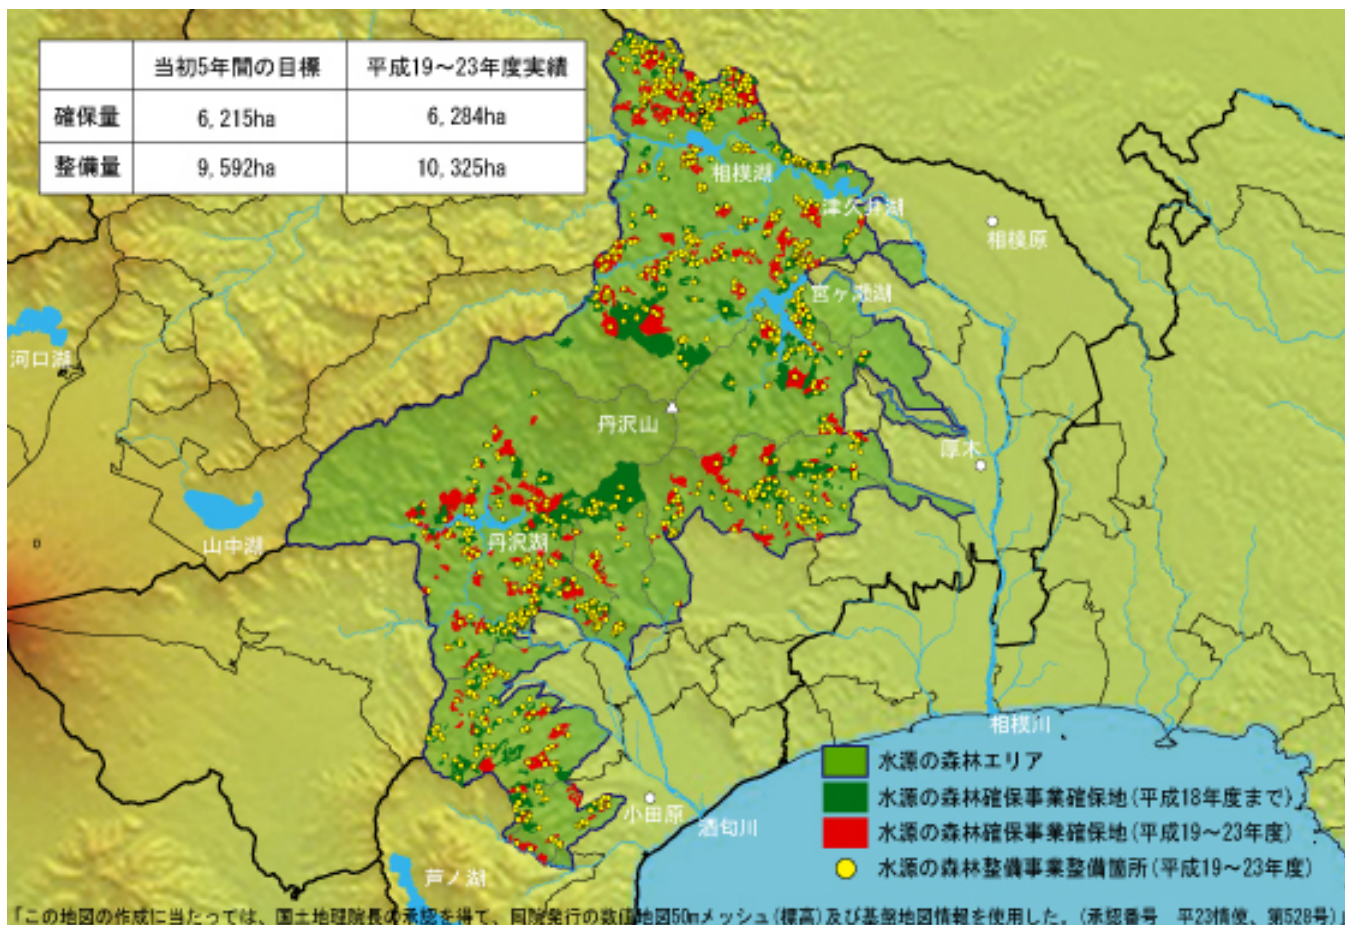 当初5年間の目標 平成19～23年度実績
確保量 6,215ha 6,284ha
整備量 9,592ha 10,325ha
相模湖
津久井湖
相模原
宮ヶ瀬湖
河口湖
丹沢山
厚木
山中湖
丹沢湖
相模川
水源の森林エリア
水源の森林確保事業確保地(平成18年度まで)
水源の森林確保事業確保地(平成19～23年度)
水源の森林整備事業整備箇所(平成19～23年度)
小田原
酒匂川
芦ノ湖
「この地図の作成に当たっては、国土地理院長の承認を得て、同院発行の数値地図50mメッシュ(標高)及び基盤地図情報を使用した。(承認番号　平23情使、第528号)」